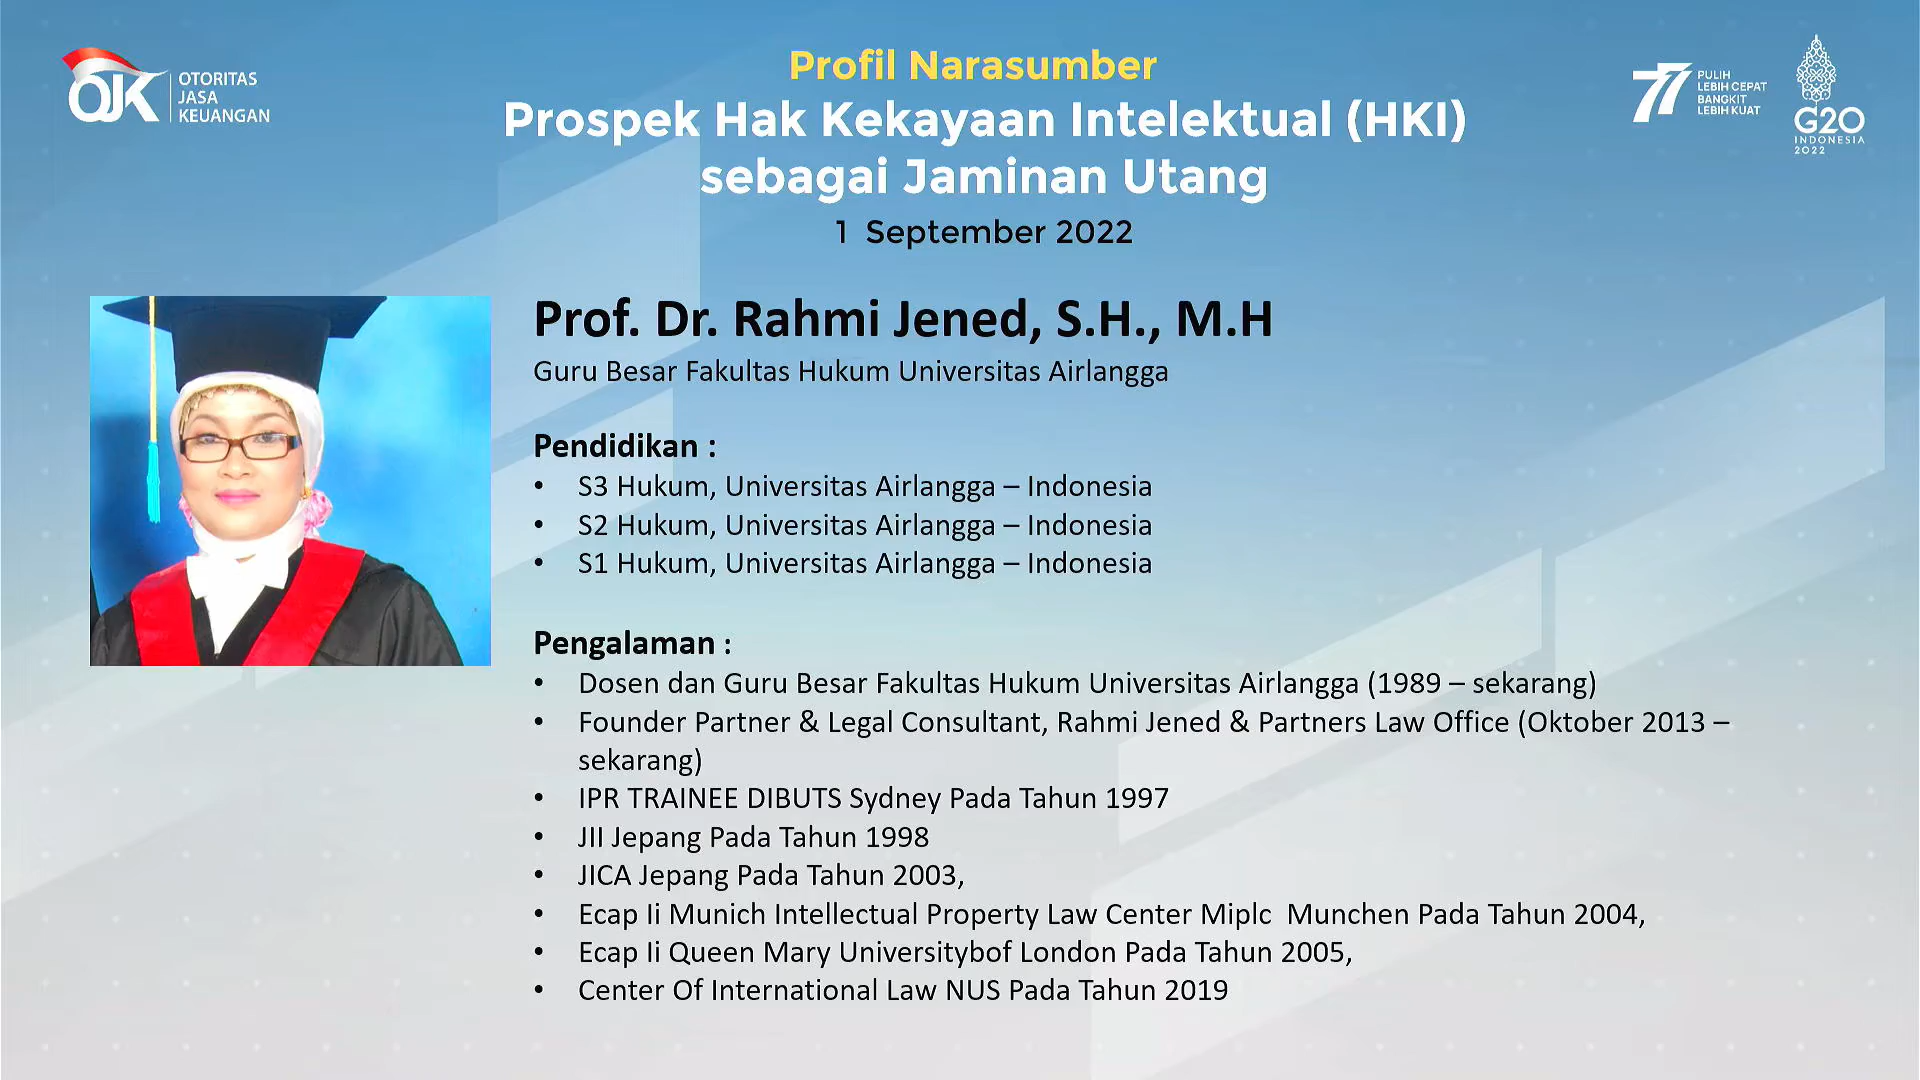 OJK
OTORITAS
JASA
KEUANGAN
Profil Narasumber
Prospek Hak Kekayaan Intelektual (HKI)
sebagai Jaminan Utang
1 September 2022
77
PULIH
LEBIH CEPAT
BANGKIT
LEBIH KUAT
G20
INDONESIA
2022
Prof. Dr. Rahmi Jened, S.H., M.H
Guru Besar Fakultas Hukum Universitas Airlangga
Pendidikan :
• S3 Hukum, Universitas Airlangga – Indonesia
• S2 Hukum, Universitas Airlangga – Indonesia
• S1 Hukum, Universitas Airlangga – Indonesia
Pengalaman :
• Dosen dan Guru Besar Fakultas Hukum Universitas Airlangga (1989 – sekarang)
• Founder Partner & Legal Consultant, Rahmi Jened & Partners Law Office (Oktober 2013 –
sekarang)
• IPR TRAINEE DIBUTS Sydney Pada Tahun 1997
• JII Jepang Pada Tahun 1998
• JICA Jepang Pada Tahun 2003,
• Ecap Ii Munich Intellectual Property Law Center Miplc  Munchen Pada Tahun 2004,
• Ecap Ii Queen Mary Universitybof London Pada Tahun 2005,
• Center Of International Law NUS Pada Tahun 2019